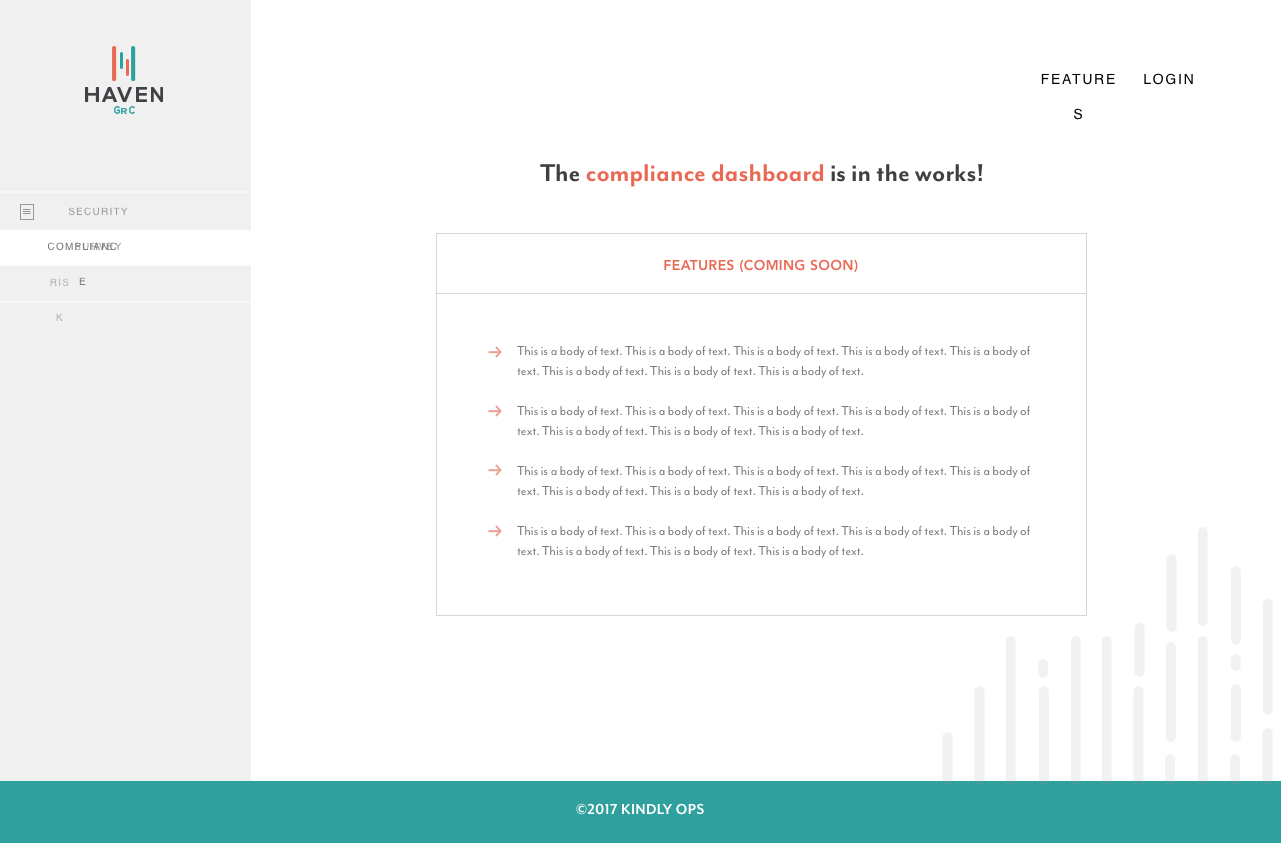 HAVEN
GRC
FEATURE LOGIN
S
The compliance dashboard is in the works!
SECURITY
SURVEY
COMPLIANC
E
RIS
K
FEATURES (COMING SOON)
This is a body of text. This is a body of text. This is a body of text. This is a body of text. This is a body of
text. This is a body of text. This is a body of text. This is a body of text.
This is a body of text. This is a body of text. This is a body of text. This is a body of text. This is a body of
text. This is a body of text. This is a body of text. This is a body of text.
This is a body of text. This is a body of text. This is a body of text. This is a body of text. This is a body of
text. This is a body of text. This is a body of text. This is a body of text.
This is a body of text. This is a body of text. This is a body of text. This is a body of text. This is a body of
text. This is a body of text. This is a body of text. This is a body of text.
©2017 KINDLY OPS